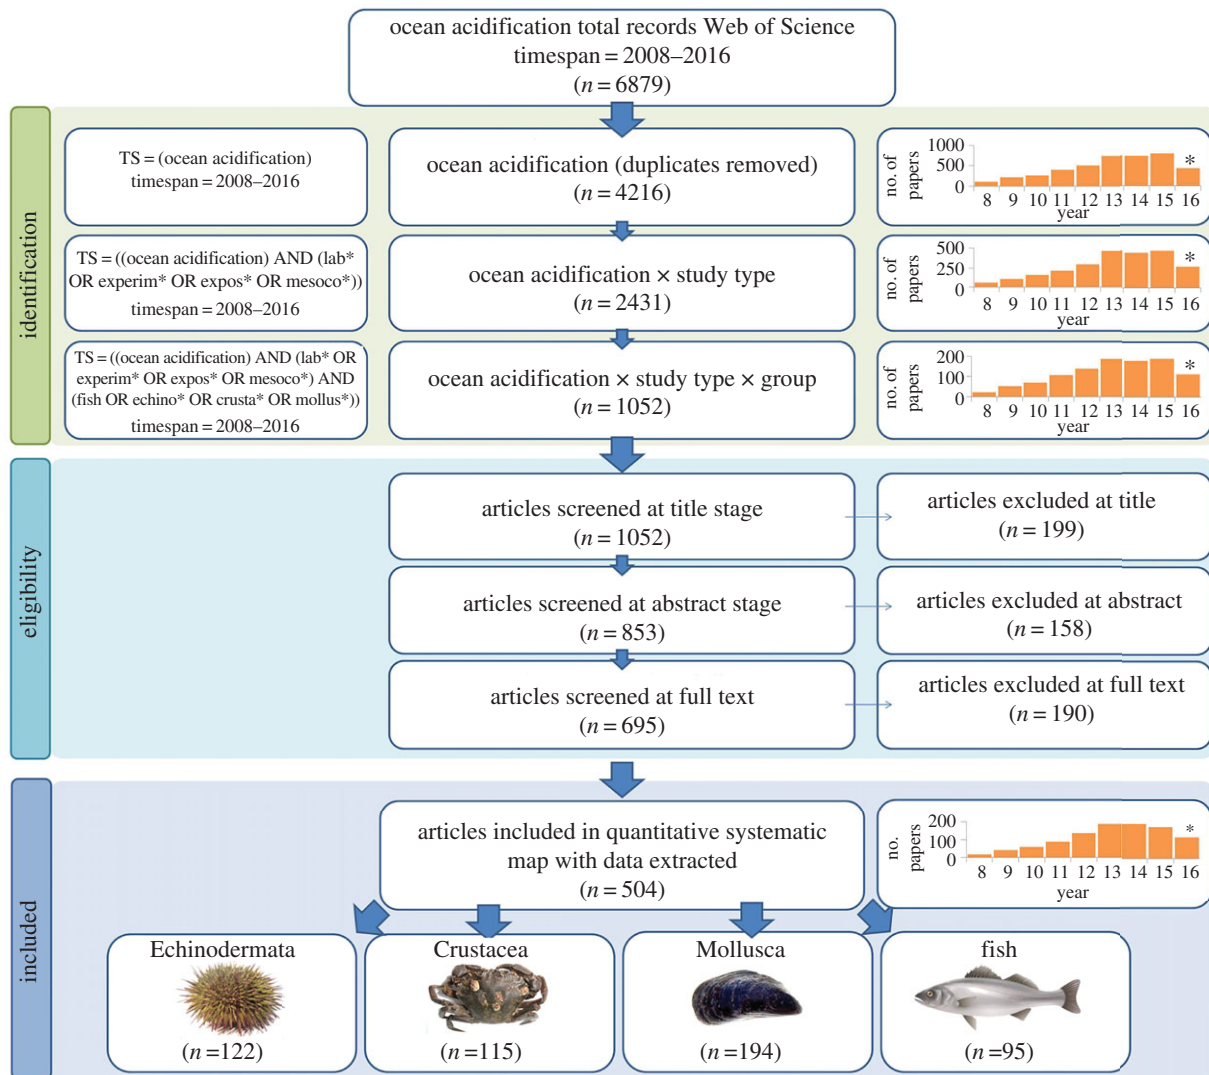 ocean acidification total records Web of Science
timespan = 2008–2016
(n = 6879)
identification
TS = (ocean acidification)
timespan = 2008–2016
ocean acidification (duplicates removed)
(n = 4216)
no. of
papers
1000
500
0
*
8 9 10 11 12 13 14 15 16
year
TS = ((ocean acidification) AND (lab*
OR experim* OR expos* OR mesoco*))
timespan = 2008–2016
ocean acidification × study type
(n = 2431)
no. of
papers
500
250
0
*
8 9 10 11 12 13 14 15 16
year
TS = ((ocean acidification) AND (lab* OR
experim* OR expos* OR mesoco*) AND
(fish OR echino* OR crusta* OR mollus*))
timespan = 2008–2016
ocean acidification × study type × group
(n = 1052)
no. of
papers
200
100
0
*
8 9 10 11 12 13 14 15 16
year
eligibility
articles screened at title stage
(n = 1052)
articles excluded at title
(n = 199)
articles screened at abstract stage
(n = 853)
articles excluded at abstract
(n = 158)
articles screened at full text
(n = 695)
articles excluded at full text
(n = 190)
included
articles included in quantitative systematic
map with data extracted
(n = 504)
no.
papers
200
100
0
*
8 9 10 11 12 13 14 15 16
year
Echinodermata
(n =122)
Crustacea
(n =115)
Mollusca
(n =194)
fish
(n =95)